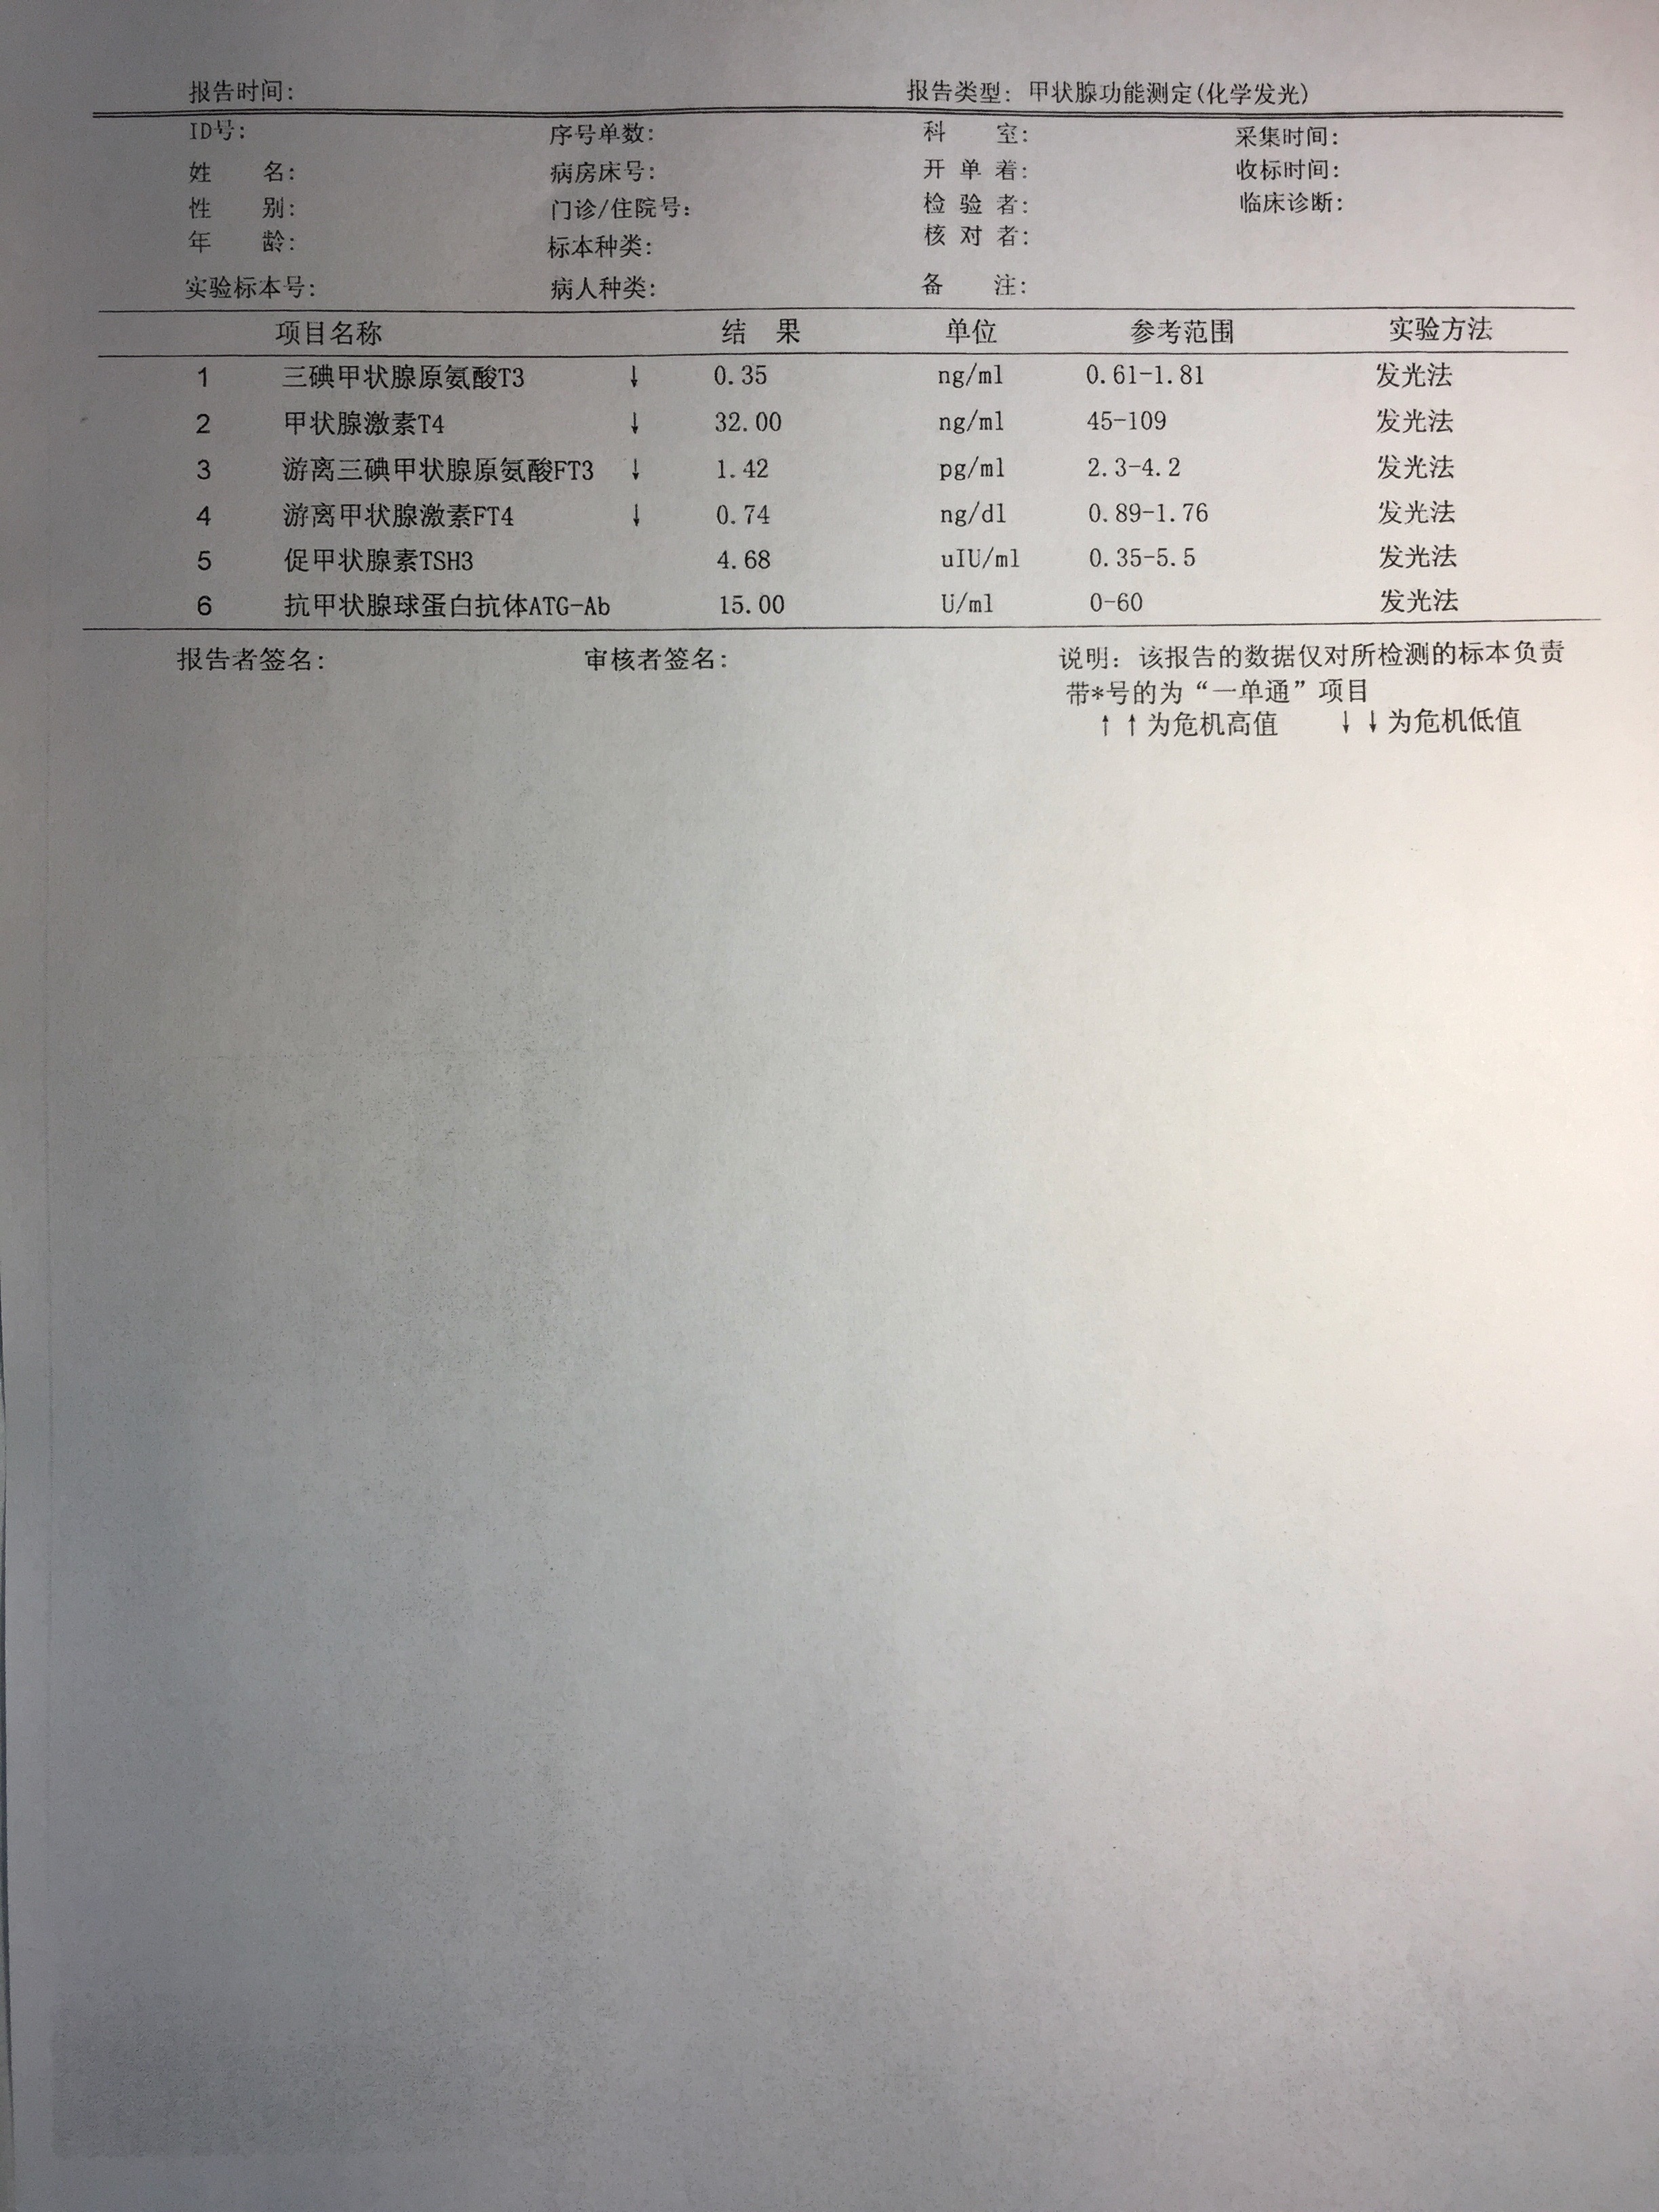 报告时间: 报告类型: 甲状腺功能测定(化学发光)
ID号: 序号单数: 科 室: 采集时间:
姓 名: 病房床号: 开单着: 收标时间:
性 别: 门诊/住院号: 检验者: 临床诊断:
年 龄: 标本种类: 核对者:
实验标本号: 病人种类: 备 注:
项目名称 结 果 单位 参考范围 实验方法
1 三碘甲状腺原氨酸T3 ↓ 0.35 ng/ml 0.61-1.81 发光法
2 甲状腺激素T4 ↓ 32.00 ng/ml 45-109 发光法
3 游离三碘甲状腺原氨酸FT3 ↓ 1.42 pg/ml 2.3-4.2 发光法
4 游离甲状腺激素FT4 ↓ 0.74 ng/dl 0.89-1.76 发光法
5 促甲状腺素TSH3 4.68 uIU/ml 0.35-5.5 发光法
6 抗甲状腺球蛋白抗体ATG-Ab 15.00 U/ml 0-60 发光法
报告者签名: 审核者签名: 说明: 该报告的数据仅对所检测的标本负责
带*号的为“一单通”项目
↑↑为危机高值 ↓↓为危机低值